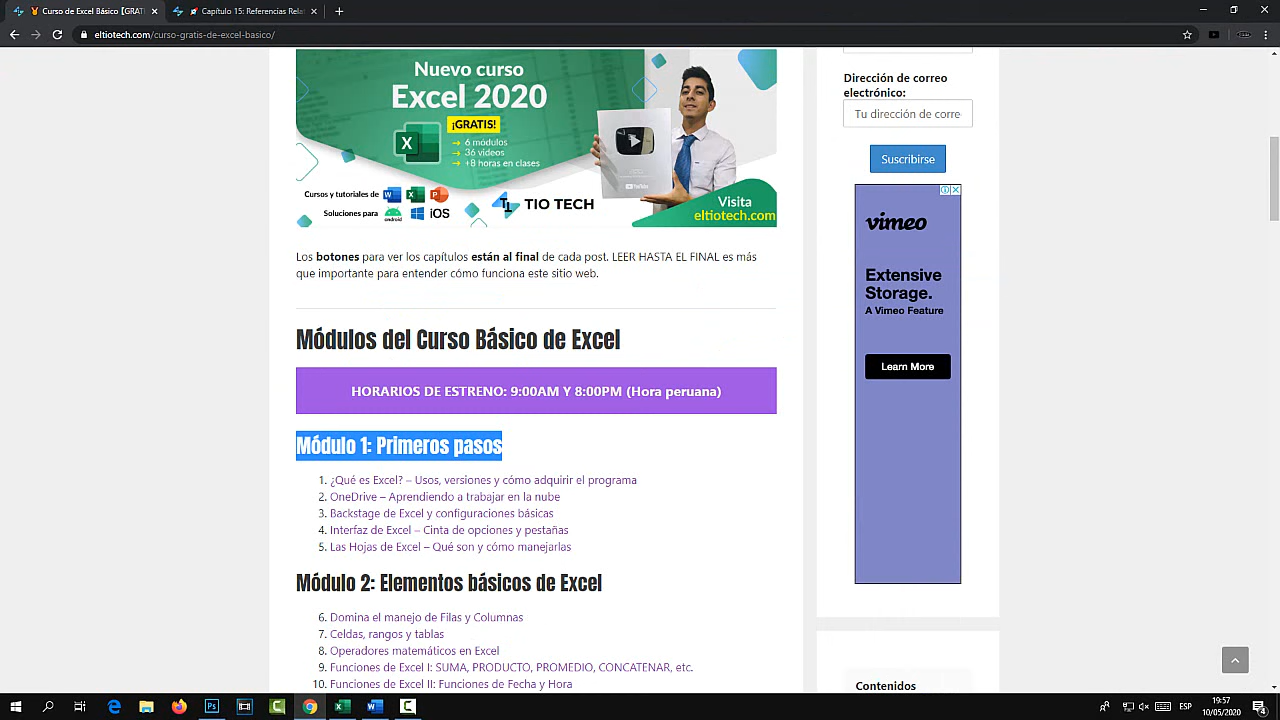 Curso de Excel Básico [GRATI
Capítulo 15: Referencias Rela
eltiotech.com/curso-gratis-de-excel-basico/
Nuevo curso
Excel 2020
¡GRATIS!
6 módulos
36 vídeos
+8 horas en clases
Cursos y tutoriales de
Soluciones para
android
iOS
TIO TECH
YouTube
Visita
eltiotech.com
Los botones para ver los capítulos están al final de cada post. LEER HASTA EL FINAL es más
que importante para entender cómo funciona este sitio web.
Módulos del Curso Básico de Excel
HORARIOS DE ESTRENO: 9:00AM Y 8:00PM (Hora peruana)
Módulo 1: Primeros pasos
1. ¿Qué es Excel? – Usos, versiones y cómo adquirir el programa
2. OneDrive – Aprendiendo a trabajar en la nube
3. Backstage de Excel y configuraciones básicas
4. Interfaz de Excel – Cinta de opciones y pestañas
5. Las Hojas de Excel – Qué son y cómo manejarlas
Módulo 2: Elementos básicos de Excel
6. Domina el manejo de Filas y Columnas
7. Celdas, rangos y tablas
8. Operadores matemáticos en Excel
9. Funciones de Excel I: SUMA, PRODUCTO, PROMEDIO, CONCATENAR, etc.
10. Funciones de Excel II: Funciones de Fecha y Hora
Dirección de correo
electrónico:
Tu dirección de corre
Suscribirse
vimeo
Extensive
Storage.
A Vimeo Feature
Learn More
Contenidos
ESP
19:57
10/05/2020